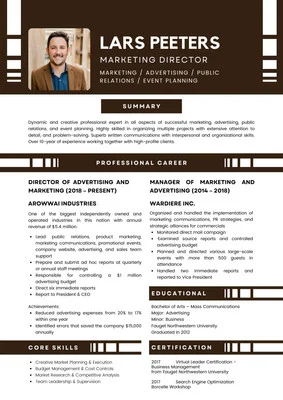 LARS PEETERS
MARKETING DIRECTOR
MARKETING / ADVERTISING / PUBLIC
RELATIONS / EVENT PLANNING
SUMMARY
Dynamic and creative professional expert in all aspects of successful marketing, advertising, public
relations, and event planning. Highly skilled in organizing multiple projects with extensive attention to
detail, and problem-solving. Superb written communications with interpersonal and organizational skills.
Over 10-year of experience working together with high-profile clients.
PROFESSIONAL CAREER
DIRECTOR OF ADVERTISING AND
MARKETING (2018 - PRESENT)
AROWWAI INDUSTRIES
One of the biggest independently owned and
operated industries in this nation with annual
revenue of $5.4 million.
Lead public relations, product marketing,
marketing communications, promotional events,
company website, advertising, and sales team
support
Prepare and submit ad hoc reports at quarterly
or annual staff meetings
Responsible for controlling a $1 million
advertising budget
Direct six immediate reports
Report to President & CEO
Achievements:
Reduced advertising expenses from 20% to 17%
within one year
Identified errors that saved the company $15,000
annually
CORE SKILLS
Creative Market Planning & Execution
Budget Management & Cost Controls
Market Research & Competitive Analysis
Team Leadership & Supervision
MANAGER OF MARKETING AND
ADVERTISING (2014 - 2018)
WARDIERE INC.
Organized and handled the implementation of
marketing communications, PR strategies, and
strategic alliances for commercials
Monitored direct mail campaign
Examined source reports and controlled
advertising budget
Planned and directed various large-scale
events with more than 500 guests in
attendance
Handled two immediate reports and
reported to Vice President
EDUCATIONAL
Bachelor of Arts - Mass Communications
Major: Advertising
Minor: Business
Fauget Northwestern University
Graduated in 2012
CERTIFICATION
2017 Virtual Leader Certification -
Business Management
From Fauget Northwestern University
2017 Search Engine Optimization
Borcelle Workshop